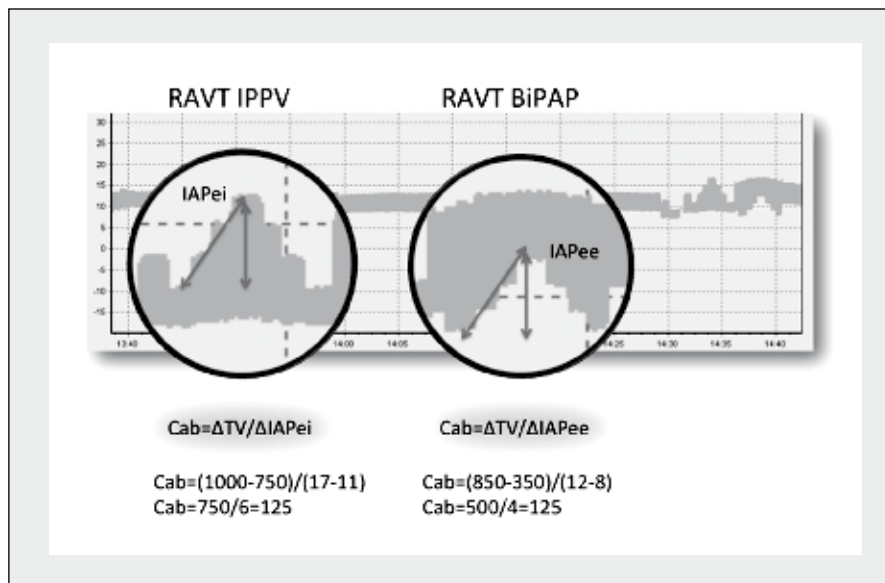 RAVT IPPV
RAVT BiPAP
30
25
20
15
10
5
0
-5
-10
-15
IAPei
IAPee
13:40
14:00
14:05
14:25
14:30
14:35
14:40
Cab=ΔTV/ΔIAPei
Cab=ΔTV/ΔIAPee
Cab=(1000-750)/(17-11)
Cab=750/6=125
Cab=(850-350)/(12-8)
Cab=500/4=125